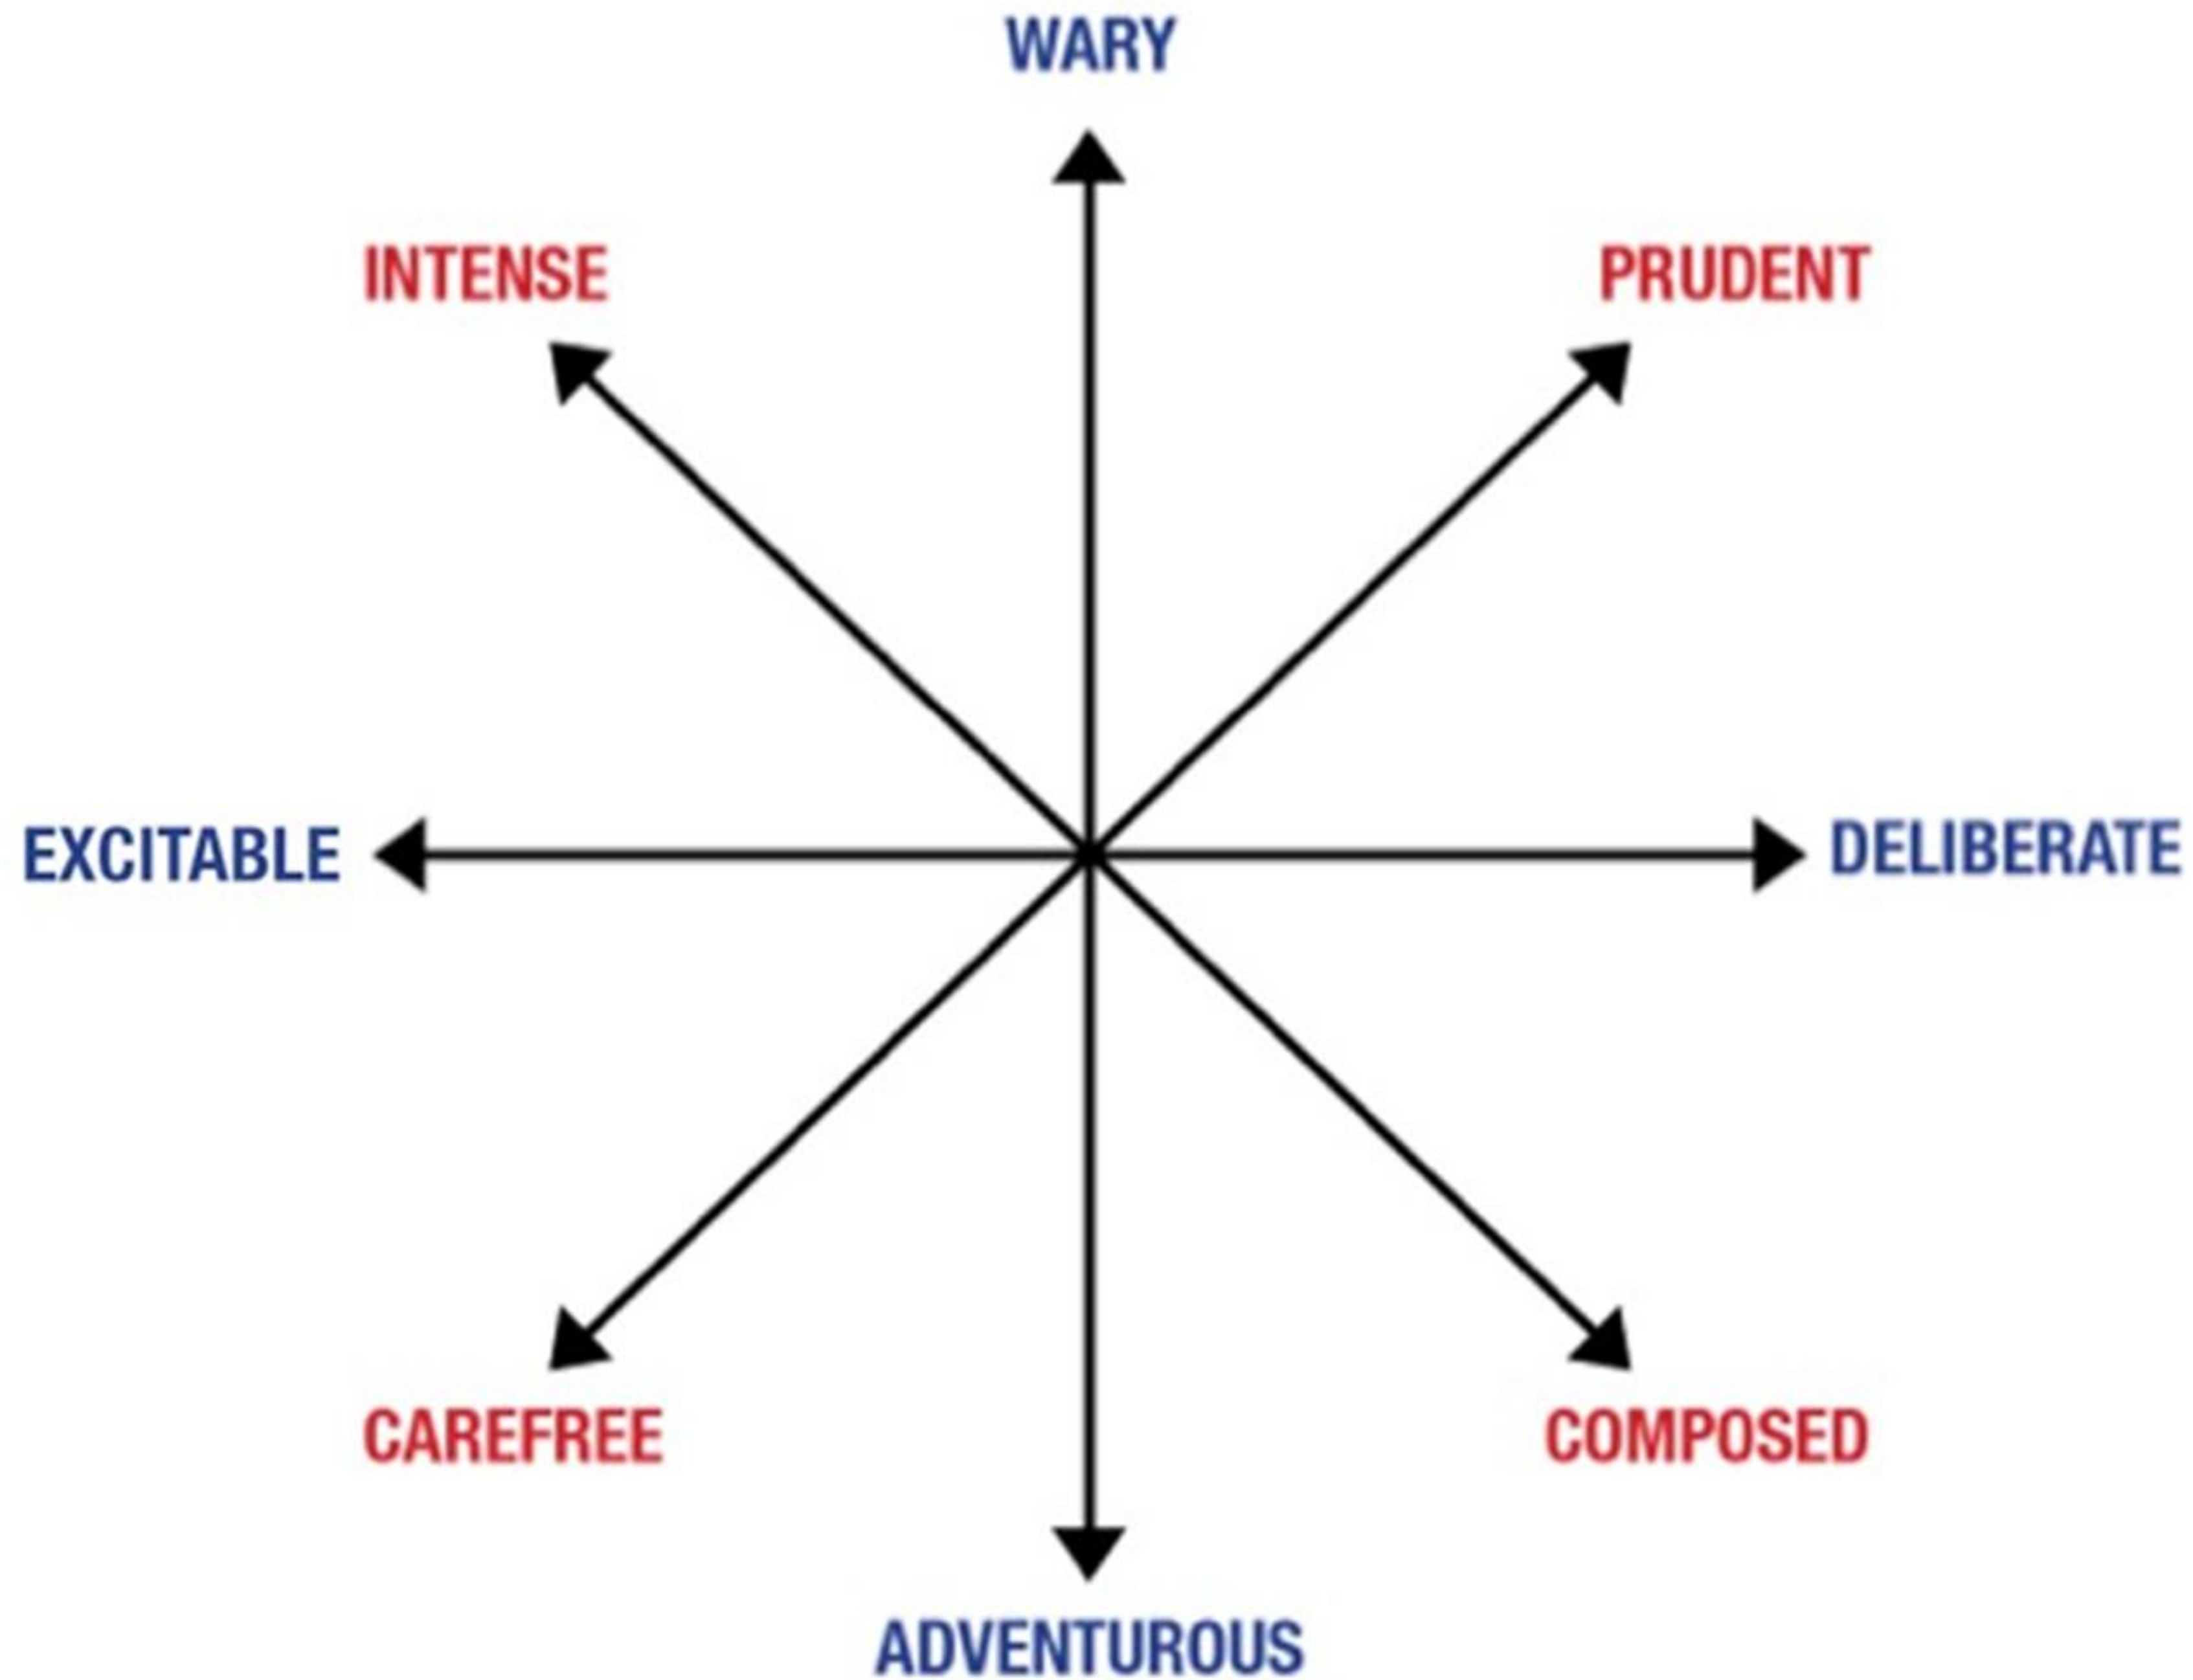 WARY
INTENSE
PRUDENT
EXCITABLE
DELIBERATE
CAREFREE
COMPOSED
ADVENTUROUS